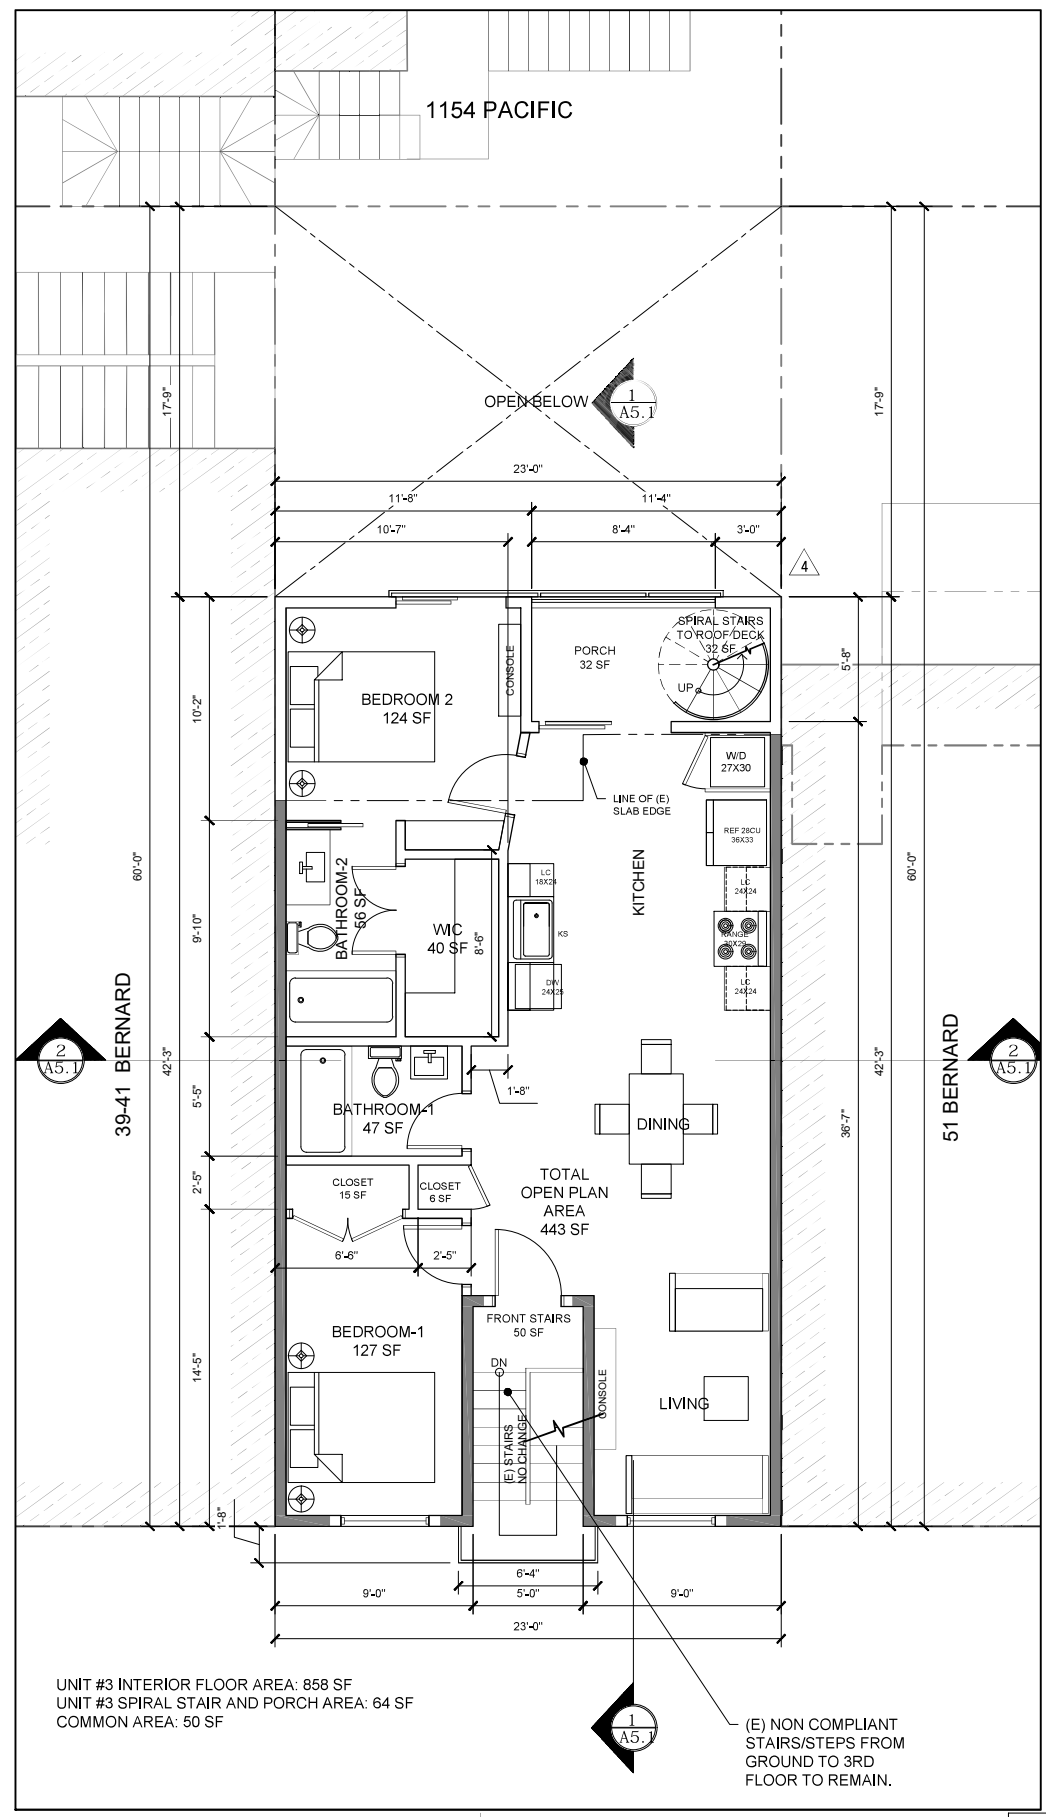 1154 PACIFIC
17'-9"
17'-9"
OPEN BELOW
1
A5.1
23'-0"
11'-8"
11'-4"
10'-7"
8'-4"
3'-0"
4
SPIRAL STAIRS
TO ROOF DECK
32 SF
PORCH
32 SF
UP
CONSOLE
BEDROOM 2
124 SF
10'-2"
5'-8"
W/D
27X30
LINE OF (E)
SLAB EDGE
REF 28CU
36X33
KITCHEN
LC
18X24
LC
24X24
KS
RANGE
30X29
DW
24X25
LC
24X24
BATHROOM-2
56 SF
WIC
40 SF
8'-6"
9'-10"
60'-0"
60'-0"
39-41 BERNARD
51 BERNARD
2
A5.1
2
A5.1
42'-3"
42'-3"
5'-5"
1'-8"
BATHROOM-1
47 SF
DINING
36'-7"
2'-5"
CLOSET
15 SF
CLOSET
6 SF
TOTAL
OPEN PLAN
AREA
443 SF
6'-6"
2'-5"
FRONT STAIRS
50 SF
BEDROOM-1
127 SF
14'-5"
DN
CONSOLE
LIVING
(E) STAIRS
NO CHANGE
1'-8"
6'-4"
9'-0"
5'-0"
9'-0"
23'-0"
UNIT #3 INTERIOR FLOOR AREA: 858 SF
UNIT #3 SPIRAL STAIR AND PORCH AREA: 64 SF
COMMON AREA: 50 SF
1
A5.1
(E) NON COMPLIANT
STAIRS/STEPS FROM
GROUND TO 3RD
FLOOR TO REMAIN.